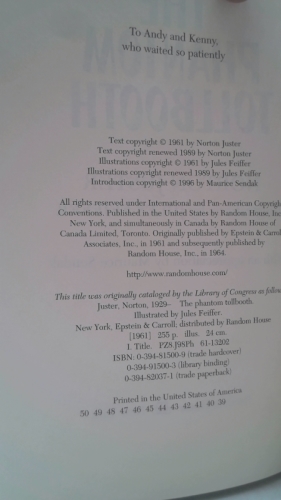 To Andy and Kenny,
who waited so patiently
Text copyright © 1961 by Norton Juster
Text copyright renewed 1989 by Norton Juster
Illustrations copyright © 1961 by Jules Feiffer
Illustrations copyright renewed 1989 by Jules Feiffer
Introduction copyright © 1996 by Maurice Sendak
All rights reserved under International and Pan-American Copyrigh
Conventions. Published in the United States by Random House, Inc
New York, and simultaneously in Canada by Random House of
Canada Limited, Toronto. Originally published by Epstein & Carroll
Associates, Inc., in 1961 and subsequently published by
Random House, Inc., in 1964.
http://www.randomhouse.com/
This title was originally cataloged by the Library of Congress as follow
Juster, Norton, 1929– The phantom tollbooth.
Illustrated by Jules Feiffer.
New York, Epstein & Carroll; distributed by Random House
[1961] 255 p. illus. 24 cm.
I. Title. PZ8.J98Ph 61-13202
ISBN: 0-394-81500-9 (trade hardcover)
0-394-91500-3 (library binding)
0-394-82037-1 (trade paperback)
Printed in the United States of America
50 49 48 47 46 45 44 43 42 41 40 39